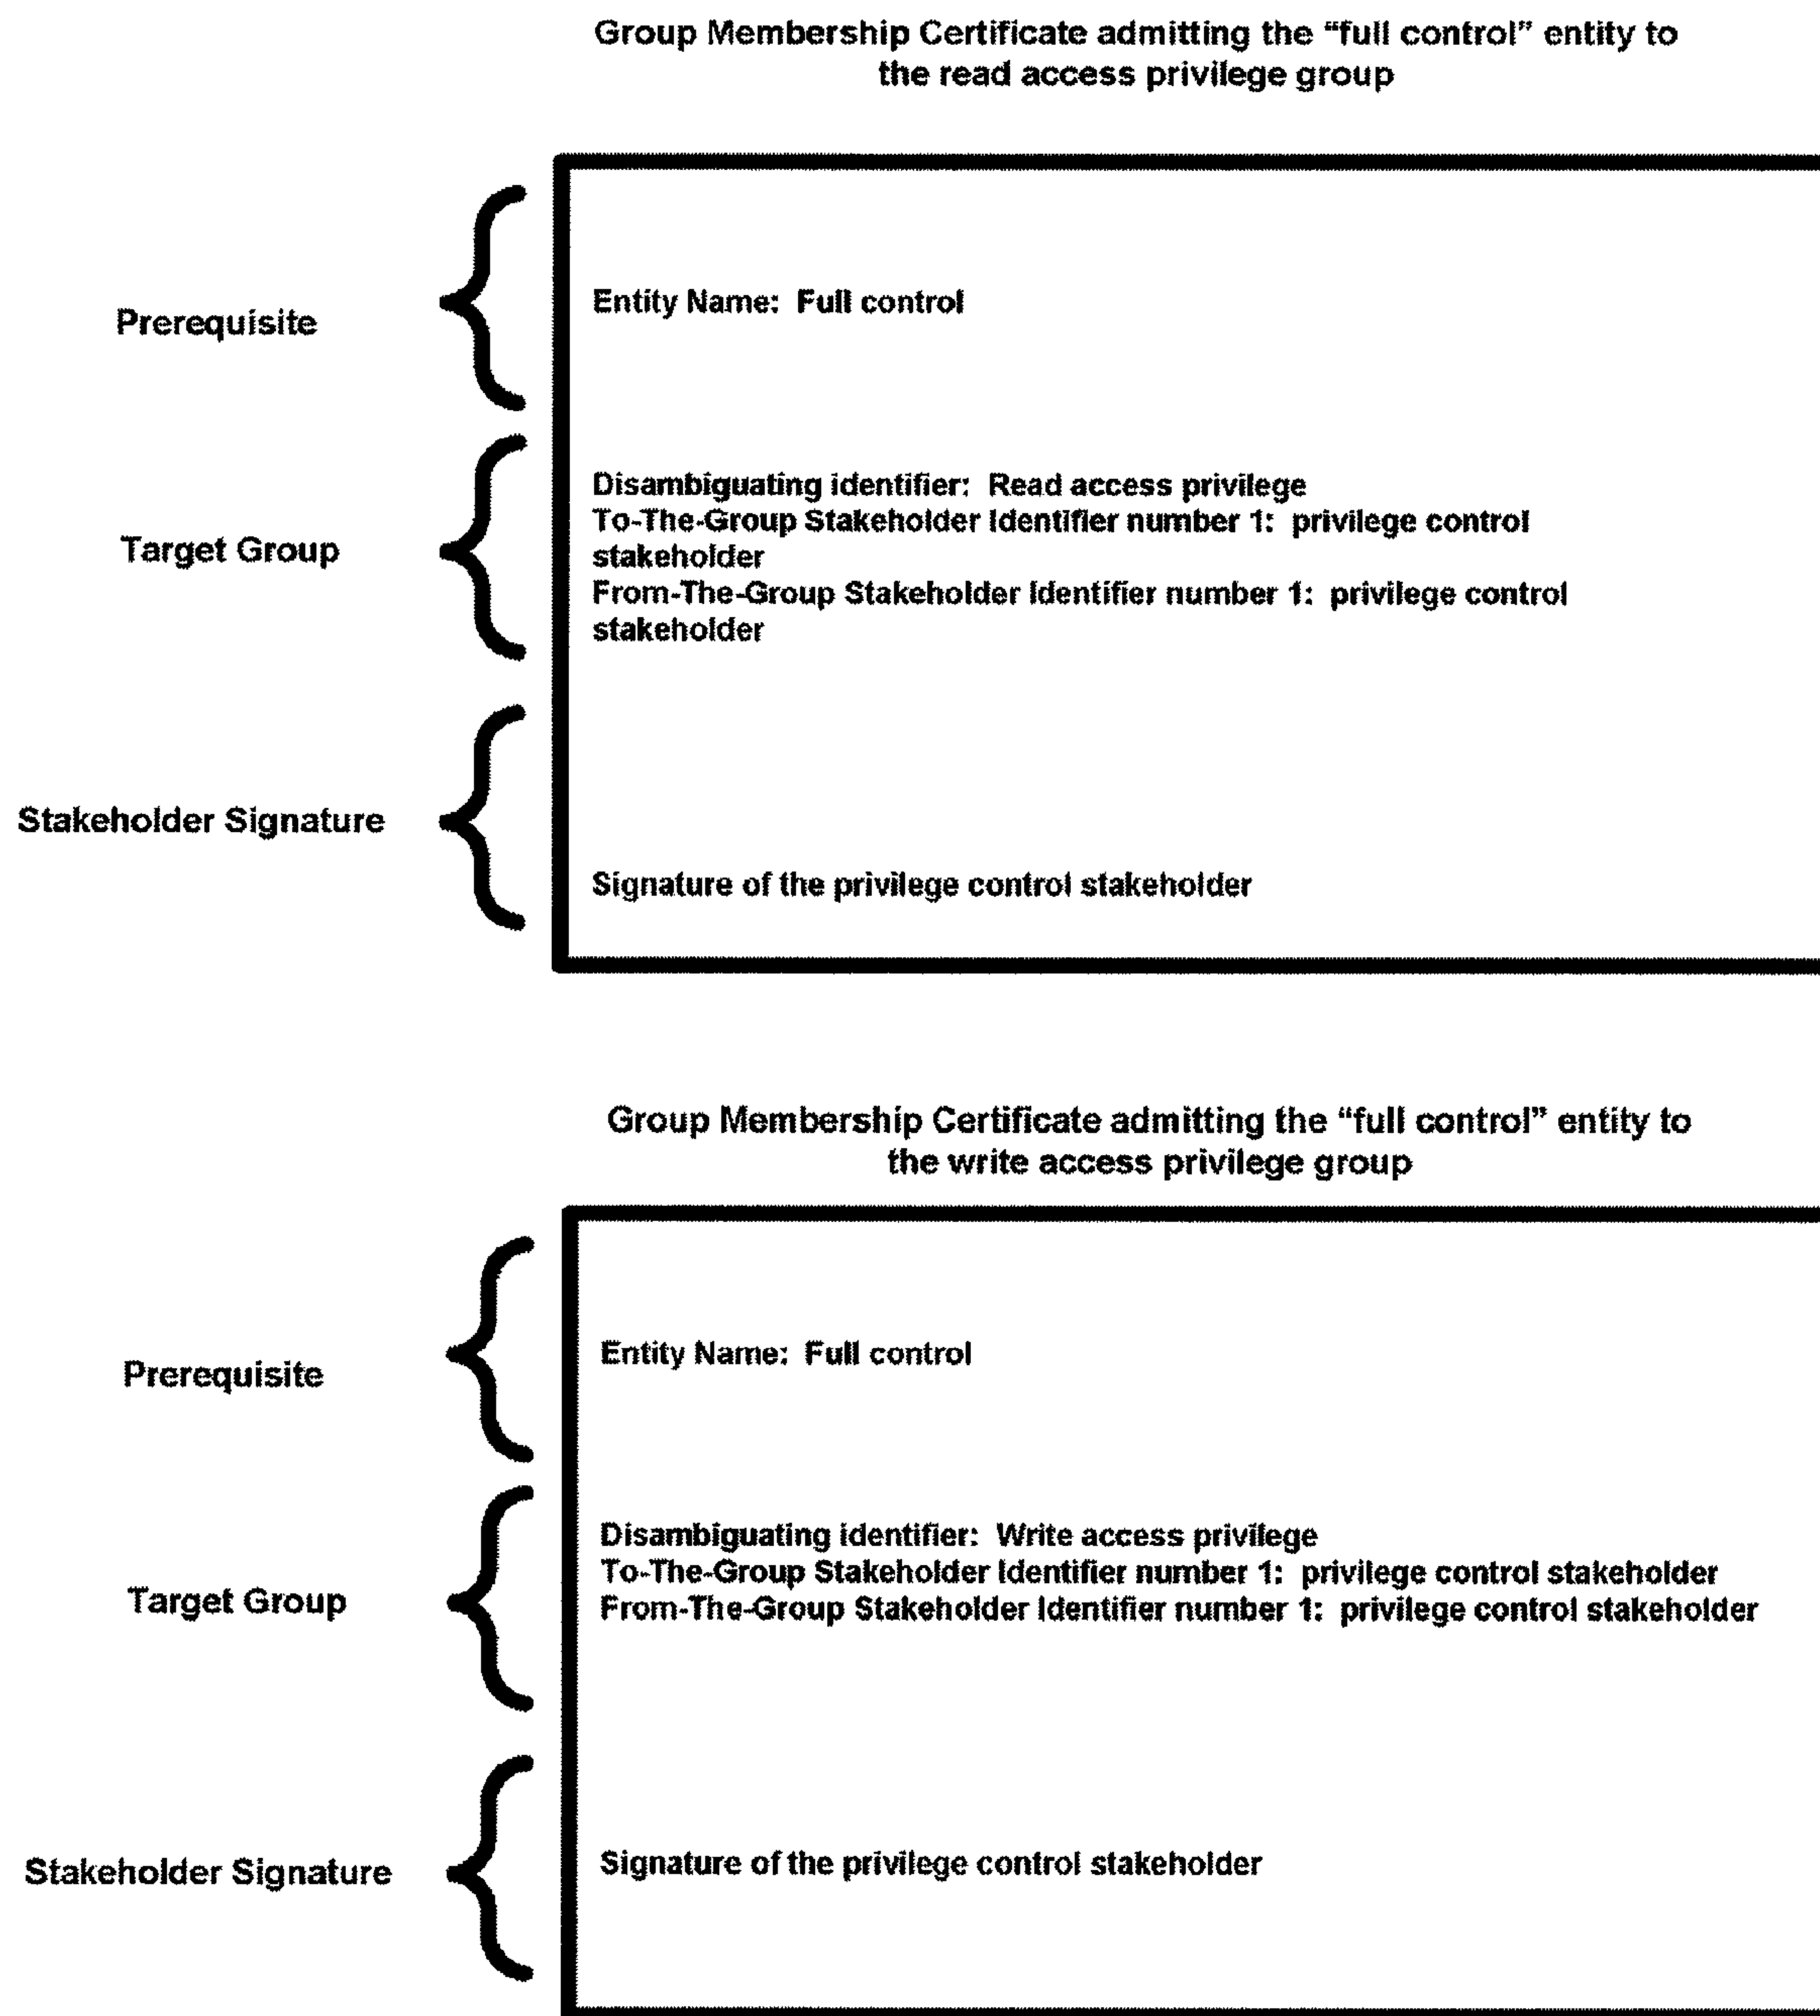 Group Membership Certificate admitting the “full control” entity to
the read access privilege group
Prerequisite
Entity Name: Full control
Target Group
Disambiguating identifier: Read access privilege
To-The-Group Stakeholder Identifier number 1: privilege control
stakeholder
From-The-Group Stakeholder Identifier number 1: privilege control
stakeholder
Stakeholder Signature
Signature of the privilege control stakeholder
Group Membership Certificate admitting the “full control” entity to
the write access privilege group
Prerequisite
Entity Name: Full control
Target Group
Disambiguating identifier: Write access privilege
To-The-Group Stakeholder Identifier number 1: privilege control stakeholder
From-The-Group Stakeholder Identifier number 1: privilege control stakeholder
Stakeholder Signature
Signature of the privilege control stakeholder